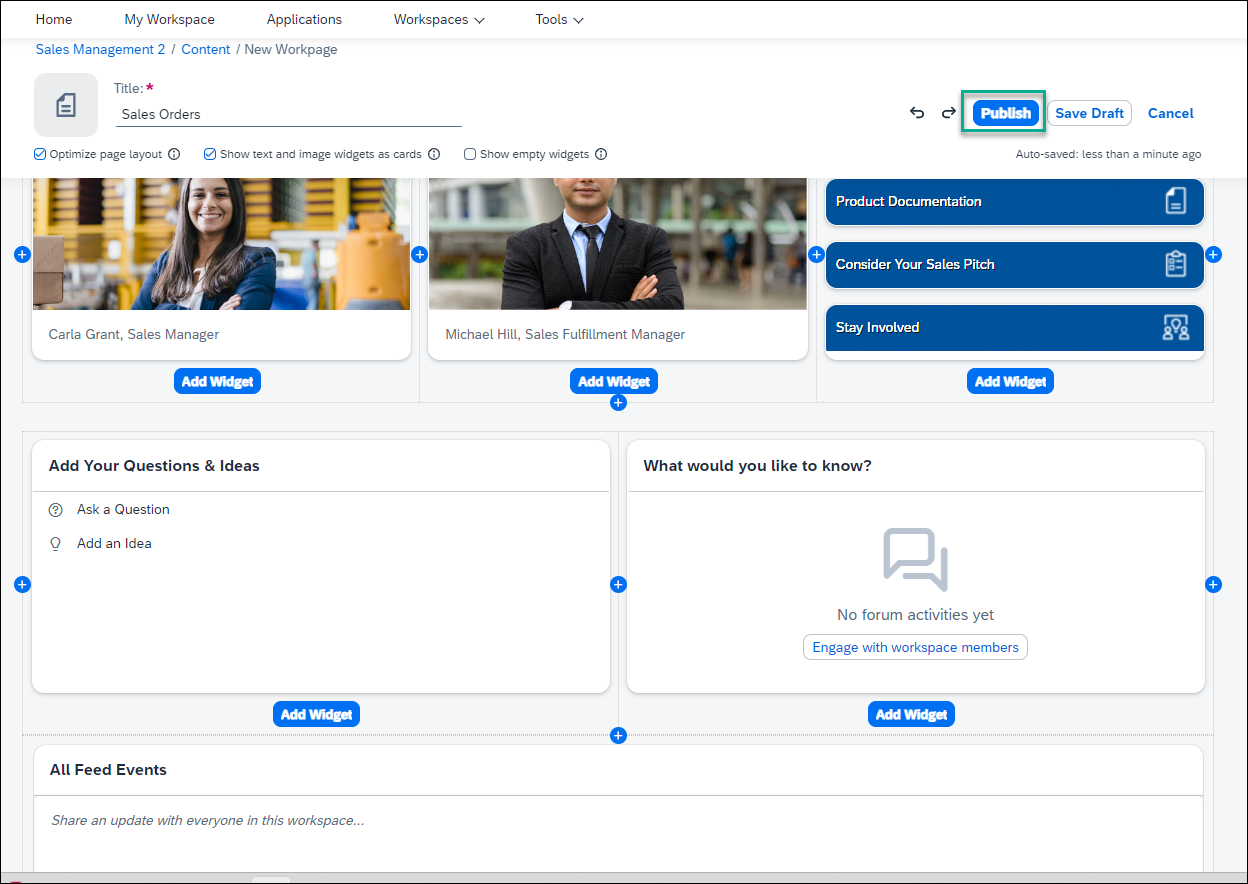 Home My Workspace Applications Workspaces Tools
Sales Management 2 / Content / New Workpage
Title:*
Sales Orders
Publish Save Draft Cancel
Optimize page layout Show text and image widgets as cards Show empty widgets Auto-saved: less than a minute ago
Product Documentation
Consider Your Sales Pitch
Stay Involved
Carla Grant, Sales Manager Michael Hill, Sales Fulfillment Manager
Add Widget Add Widget Add Widget
Add Your Questions & Ideas What would you like to know?
Ask a Question
Add an Idea
No forum activities yet
Engage with workspace members
Add Widget Add Widget
All Feed Events
Share an update with everyone in this workspace...